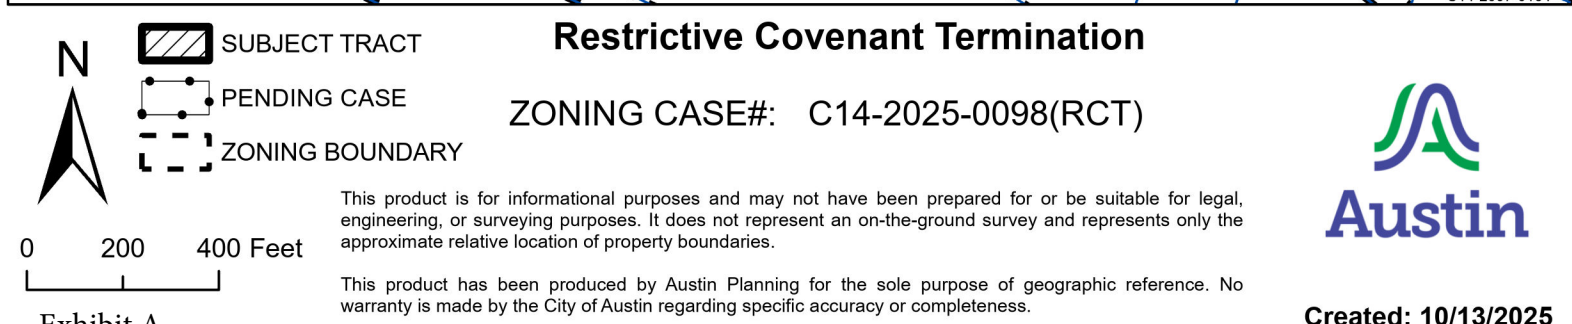 N
SUBJECT TRACT
PENDING CASE
ZONING BOUNDARY
0 200 400 Feet
Exhibit A
Restrictive Covenant Termination
ZONING CASE#: C14-2025-0098(RCT)
This product is for informational purposes and may not have been prepared for or be suitable for legal,
engineering, or surveying purposes. It does not represent an on-the-ground survey and represents only the
approximate relative location of property boundaries.
This product has been produced by Austin Planning for the sole purpose of geographic reference. No
warranty is made by the City of Austin regarding specific accuracy or completeness.
Austin
Created: 10/13/2025